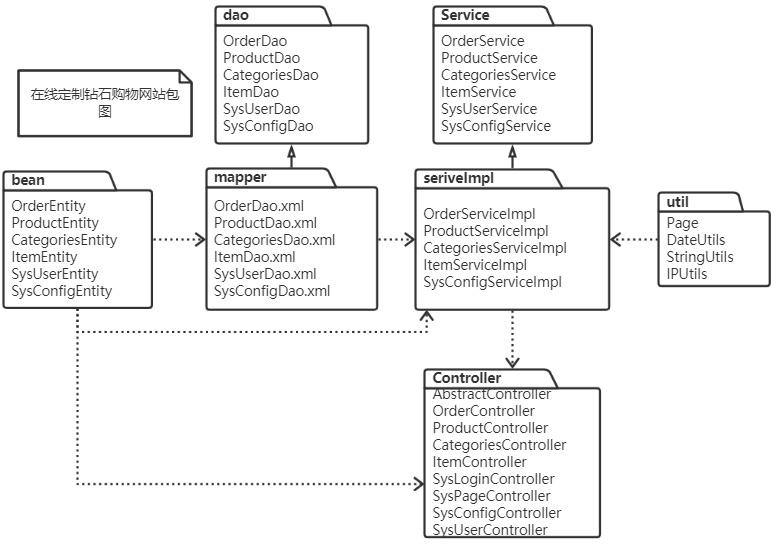 dao
OrderDao
ProductDao
CategoriesDao
ItemDao
SysUserDao
SysConfigDao
Service
OrderService
ProductService
CategoriesService
ItemService
SysUserService
SysConfigService
在线定制钻石购物网站包
图
bean
OrderEntity
ProductEntity
CategoriesEntity
ItemEntity
SysUserEntity
SysConfigEntity
mapper
OrderDao.xml
ProductDao.xml
CategoriesDao.xml
ItemDao.xml
SysUserDao.xml
SysConfigDao.xml
seriveImpl
OrderServiceImpl
ProductServiceImpl
CategoriesServiceImpl
ItemServiceImpl
SysConfigServiceImpl
util
Page
DateUtils
StringUtils
IPUtils
Controller
AbstractController
OrderController
ProductController
CategoriesController
ItemController
SysLoginController
SysPageController
SysConfigController
SysUserController